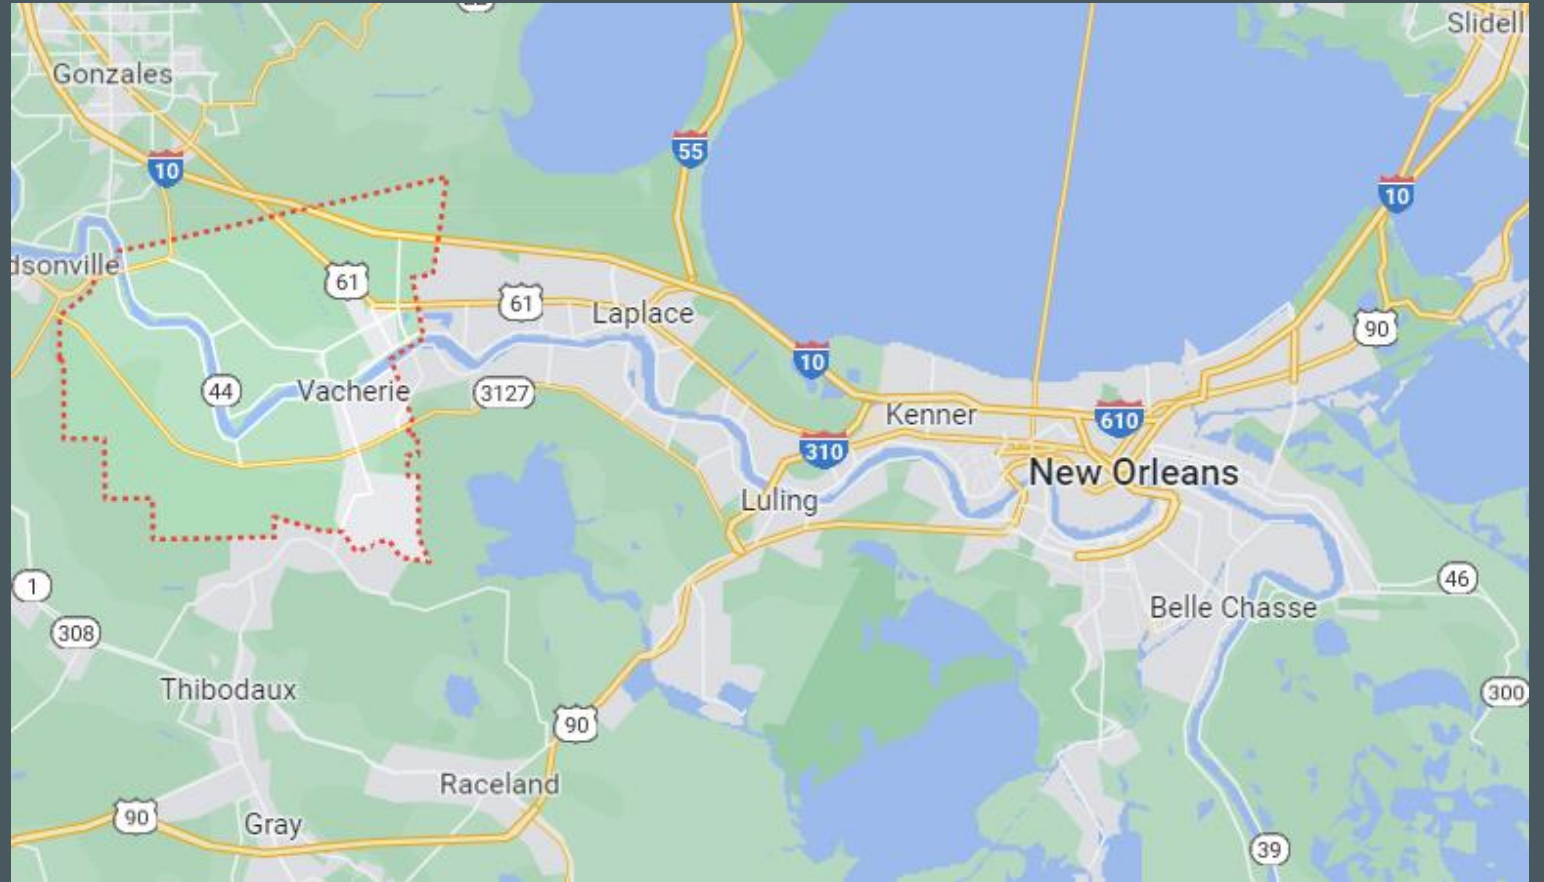 Slidell
Gonzales
55
10
10
dsonville
61
61
Laplace
90
10
44
Vacherie
3127
Kenner
610
310
New Orleans
Luling
1
46
Belle Chasse
308
Thibodaux
300
90
Raceland
90
Gray
39